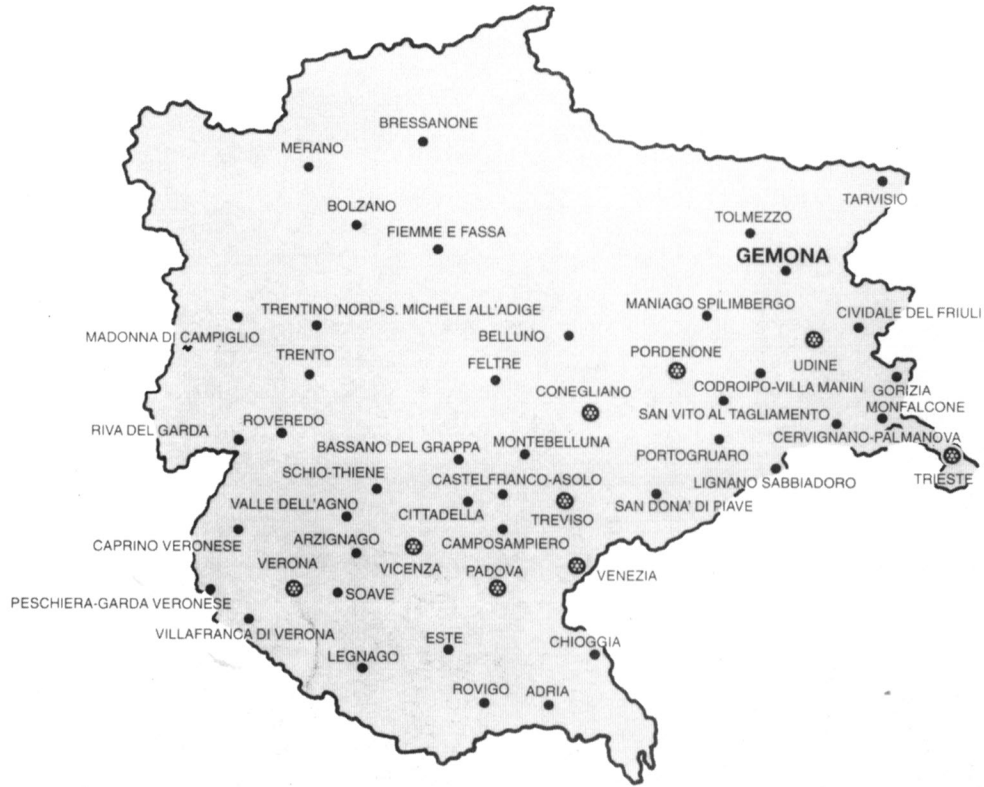 BRESSANONE
MERANO
TARVISIO
BOLZANO
TOLMEZZO
FIEMME E FASSA
GEMONA
MANIAGO SPILIMBERGO
TRENTINO NORD-S. MICHELE ALL'ADIGE
CIVIDALE DEL FRIULI
MADONNA DI CAMPIGLIO
BELLUNO
PORDENONE
TRENTO
FELTRE
UDINE
CONEGLIANO
CODROIPO-VILLA MANIN
GORIZIA
MONFALCONE
SAN VITO AL TAGLIAMENTO
ROVEREDO
RIVA DEL GARDA
CERVIGNANO-PALMANOVA
BASSANO DEL GRAPPA
MONTEBELLUNA
PORTOGRUARO
SCHIO-THIENE
CASTELFRANCO-ASOLO
LIGNANO SABBIADORO
TRIESTE
VALLE DELL'AGNO
CITTADELLA
TREVISO
SAN DONA' DI PIAVE
CAPRINO VERONESE
ARZIGNAGO
CAMPOSAMPIERO
VERONA
VICENZA
PADOVA
VENEZIA
SOAVE
PESCHIERA-GARDA VERONESE
VILLAFRANCA DI VERONA
ESTE
CHIOGGIA
LEGNAGO
ROVIGO
ADRIA